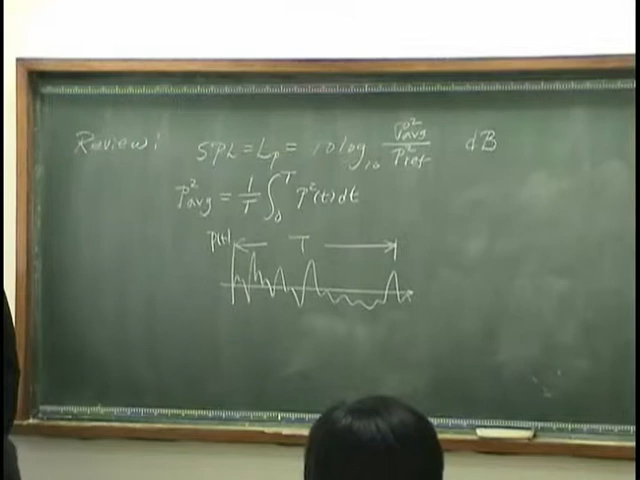 Review: SPL = Lp = 10 log₁₀ P²avg / P²ref dB
P²avg = 1/T ∫₀ᵀ P²(t) dt
P(t) T